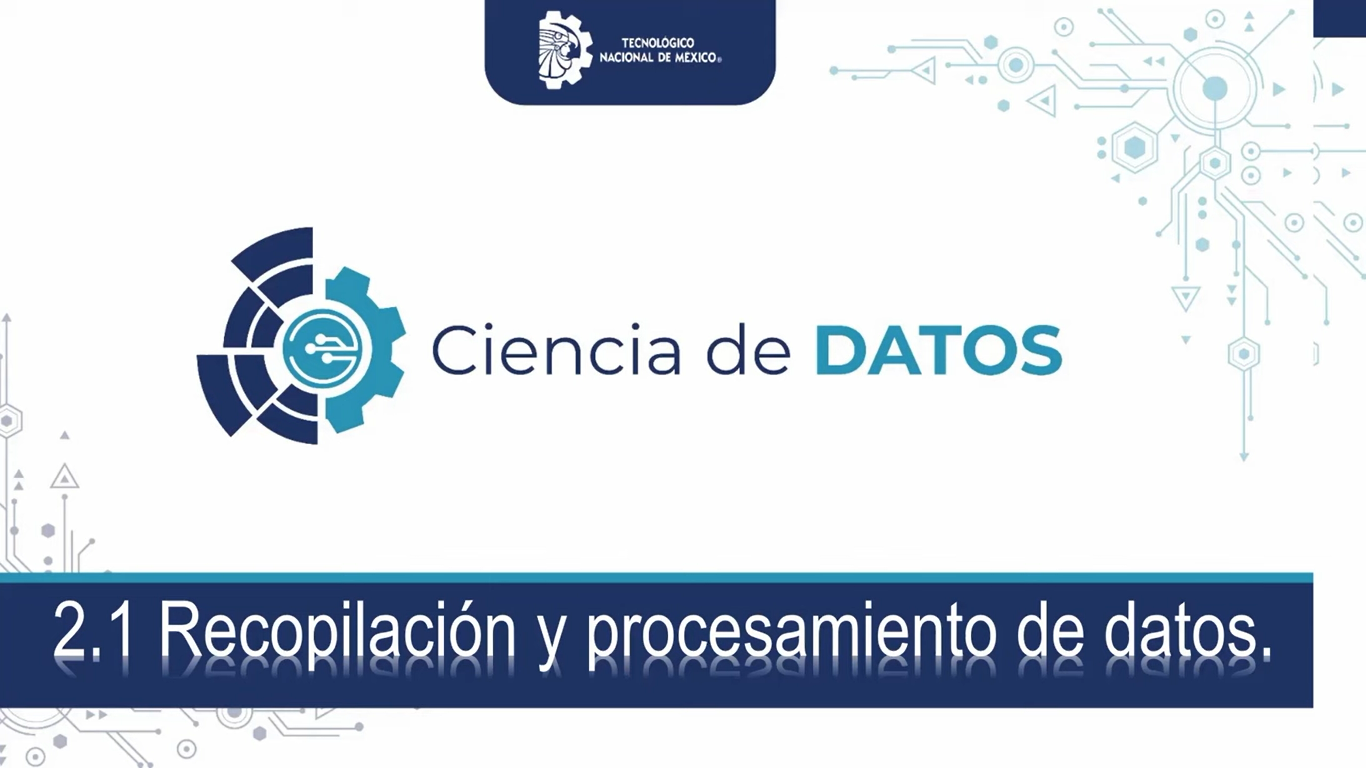 TECNOLÓGICO
NACIONAL DE MÉXICO®
Ciencia de DATOS
2.1 Recopilación y procesamiento de datos.